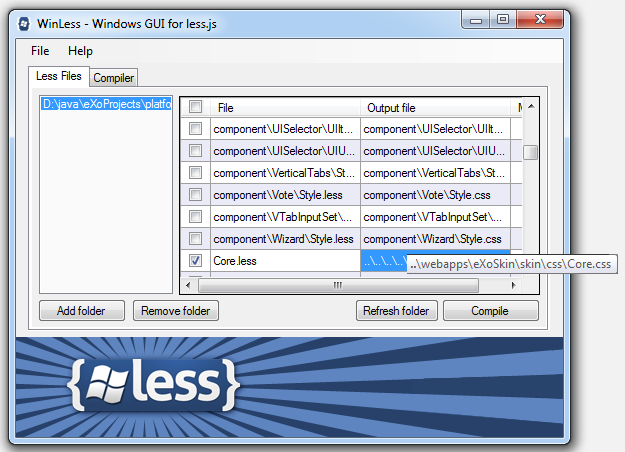 WinLess - Windows GUI for less.js
File Help
Less Files Compiler
D:\java\eXoProjects\platfo
File Output file
component\UISelector\UIIt... component\UISelector\UIIt...
component\UISelector\UIU... component\UISelector\UIU...
component\VerticalTabs\St... component\VerticalTabs\St...
component\Vote\Style.less component\Vote\Style.css
component\VTabInputSet\... component\VTabInputSet\...
component\Wizard\Style.less component\Wizard\Style.css
Core.less ..\..\..\..\
..\webapps\eXoSkin\skin\css\Core.css
Add folder Remove folder Refresh folder Compile
{less}